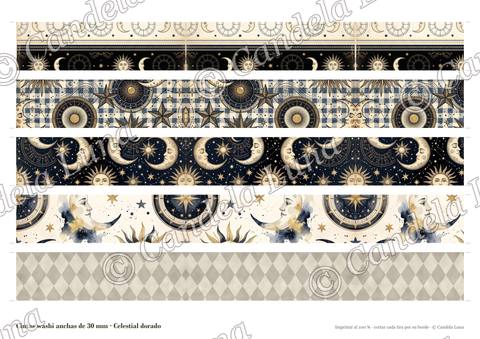 © Candela Luna
Cintas washi anchas de 30 mm · Celestial dorado
Imprimir al 100 % · cortar cada tira por su borde · © Candela Luna